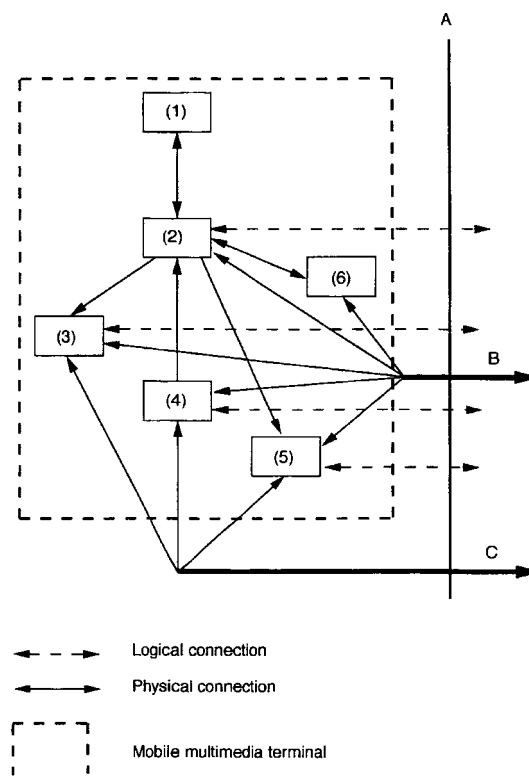 A
(1)
(2)
(6)
(3)
B
(4)
(5)
C
Logical connection
Physical connection
Mobile multimedia terminal